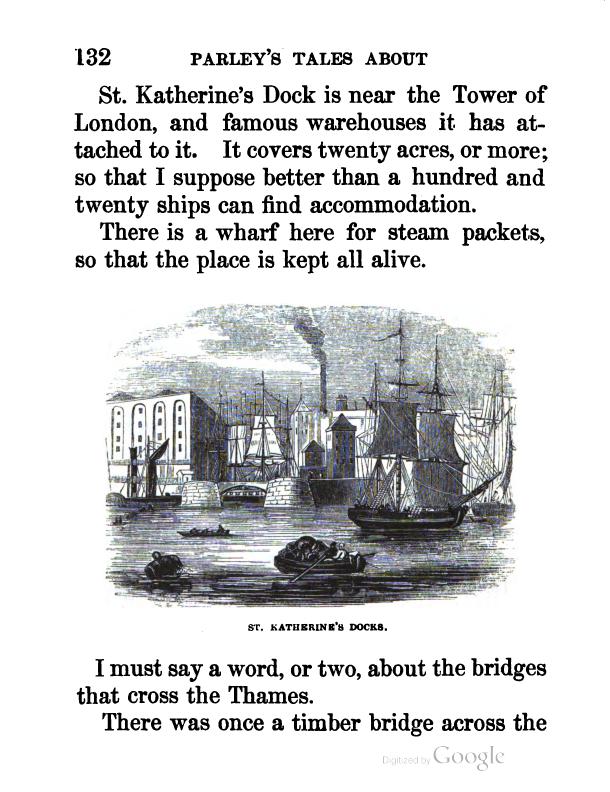 132 PARLEY'S TALES ABOUT
St. Katherine's Dock is near the Tower of
London, and famous warehouses it has at-
tached to it. It covers twenty acres, or more;
so that I suppose better than a hundred and
twenty ships can find accommodation.
There is a wharf here for steam packets,
so that the place is kept all alive.
ST. KATHERINE'S DOCKS.
I must say a word, or two, about the bridges
that cross the Thames.
There was once a timber bridge across the
Digitized by Google